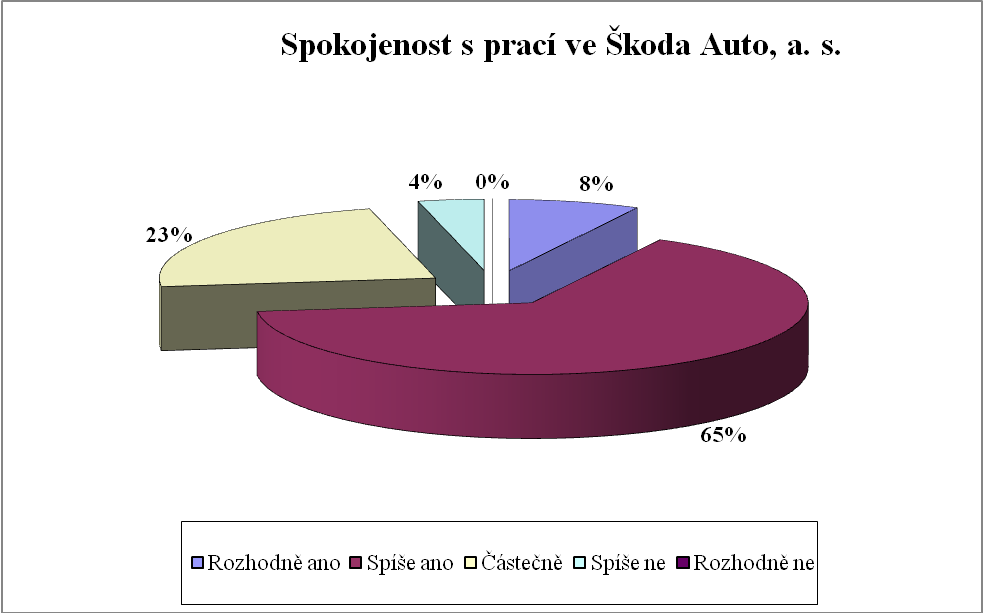 Spokojenost s prací ve Škoda Auto, a. s.
4%
0%
8%
23%
65%
Rozhodně ano
Spíše ano
Částečně
Spíše ne
Rozhodně ne